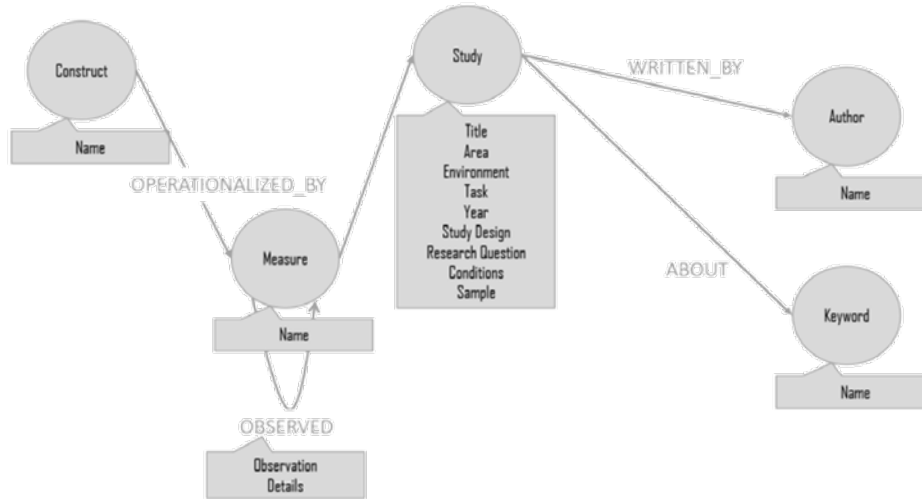 Construct
Name
OPERATIONALIZED_BY
Measure
Name
OBSERVED
Observation
Details
Study
Title
Area
Environment
Task
Year
Study Design
Research Question
Conditions
Sample
WRITTEN_BY
Author
Name
ABOUT
Keyword
Name